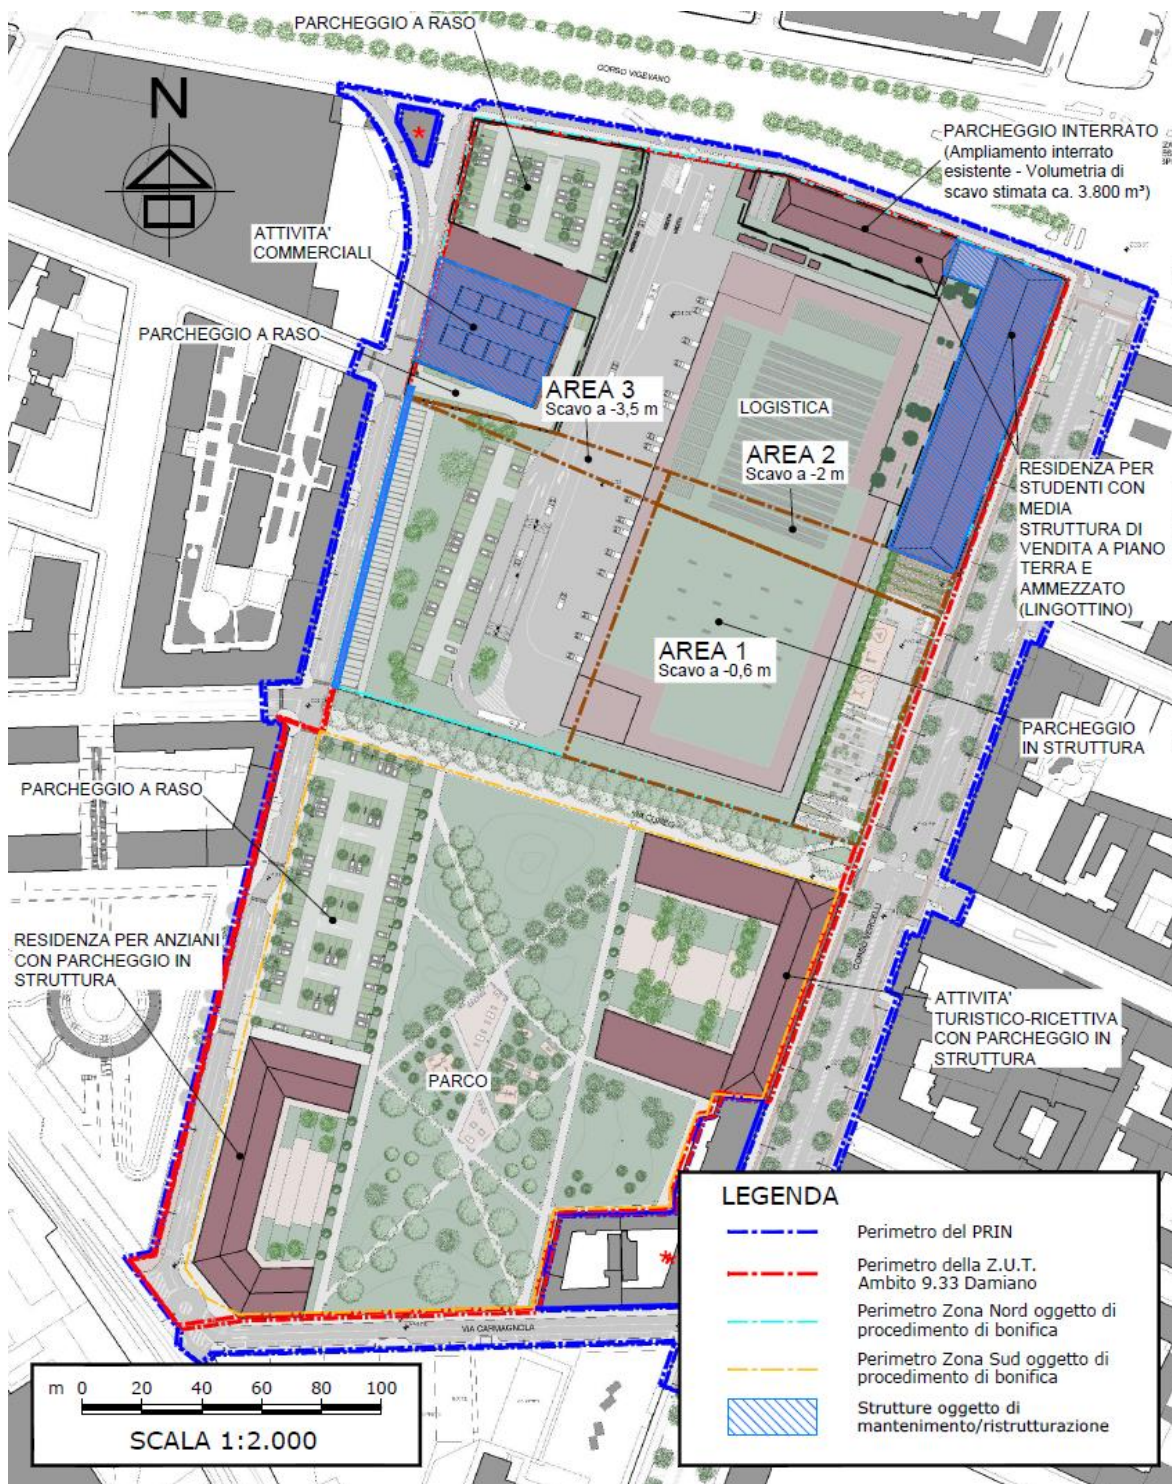 PARCHEGGIO A RASO
CORSO VIGEVANO
N
PARCHEGGIO INTERRATO
(Ampliamento interrato
esistente - Volumetria di
scavo stimata ca. 3.800 m³)
ATTIVITA'
COMMERCIALI
PARCHEGGIO A RASO
AREA 3
Scavo a -3,5 m
LOGISTICA
AREA 2
Scavo a -2 m
RESIDENZA PER
STUDENTI CON
MEDIA
STRUTTURA DI
VENDITA A PIANO
TERRA E
AMMEZZATO
(LINGOTTINO)
AREA 1
Scavo a -0,6 m
PARCHEGGIO
IN STRUTTURA
PARCHEGGIO A RASO
RESIDENZA PER ANZIANI
CON PARCHEGGIO IN
STRUTTURA
CORSO VERCELLI
ATTIVITA'
TURISTICO-RICETTIVA
CON PARCHEGGIO IN
STRUTTURA
PARCO
VIA CARMAGNOLA
LEGENDA
Perimetro del PRIN
Perimetro della Z.U.T.
Ambito 9.33 Damiano
Perimetro Zona Nord oggetto di
procedimento di bonifica
Perimetro Zona Sud oggetto di
procedimento di bonifica
Strutture oggetto di
mantenimento/ristrutturazione
m 0 20 40 60 80 100
SCALA 1:2.000